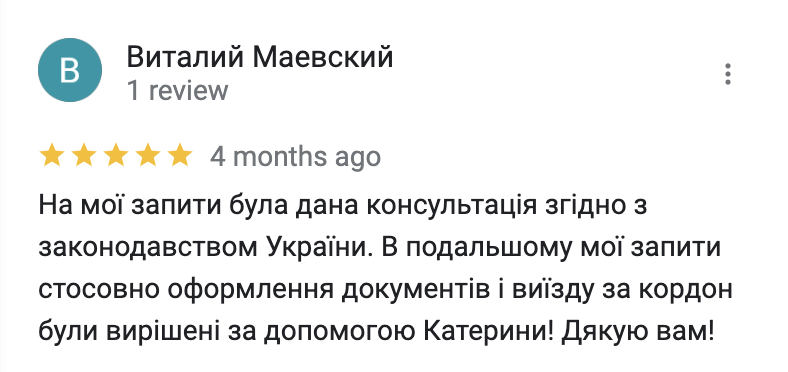 В
Виталий Маевский
1 review
4 months ago
На мої запити була дана консультація згідно з
законодавством України. В подальшому мої запити
стосовно оформлення документів і виїзду за кордон
були вирішені за допомогою Катерини! Дякую вам!